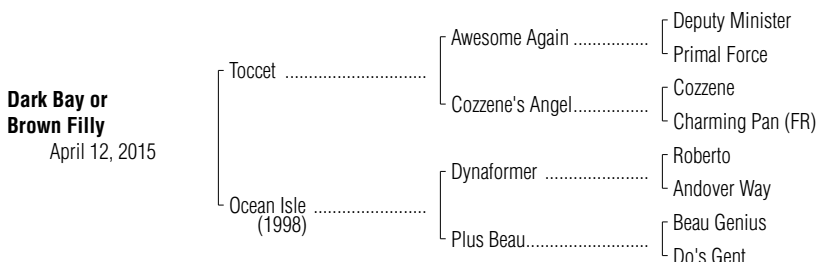 Dark Bay or
Brown Filly
April 12, 2015
Toccet ..............................
Ocean Isle ........................
(1998)
Awesome Again ................
Cozzene's Angel................
Dynaformer ......................
Plus Beau..........................
Deputy Minister
Primal Force
Cozzene
Charming Pan (FR)
Roberto
Andover Way
Beau Genius
Do's Gent